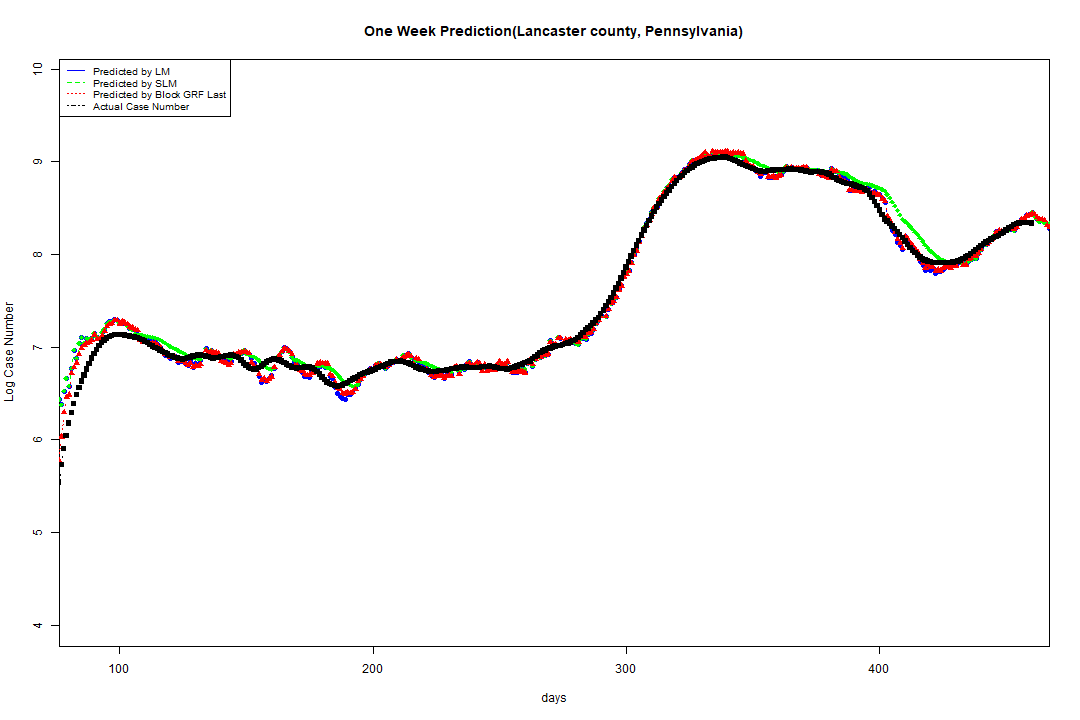 One Week Prediction(Lancaster county, Pennsylvania)
Predicted by LM
Predicted by SLM
Predicted by Block GRF Last
Actual Case Number
10
9
8
7
6
5
4
Log Case Number
100 200 300 400
days